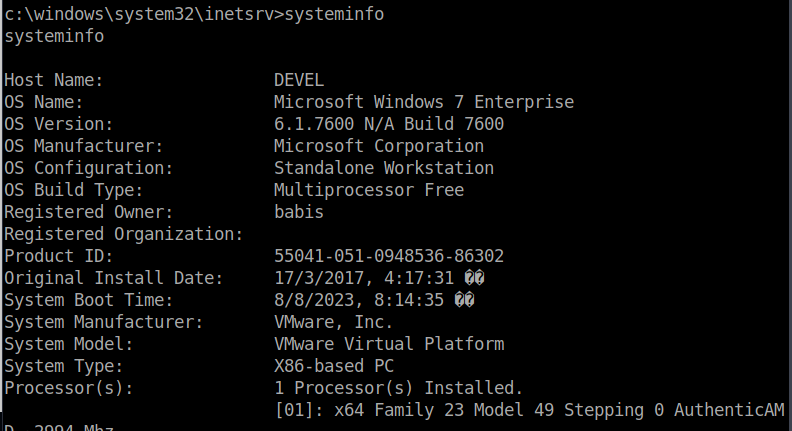 c:\windows\system32\inetsrv>systeminfo
systeminfo
Host Name: DEVEL
OS Name: Microsoft Windows 7 Enterprise
OS Version: 6.1.7600 N/A Build 7600
OS Manufacturer: Microsoft Corporation
OS Configuration: Standalone Workstation
OS Build Type: Multiprocessor Free
Registered Owner: babis
Registered Organization:
Product ID: 55041-051-0948536-86302
Original Install Date: 17/3/2017, 4:17:31 ��
System Boot Time: 8/8/2023, 8:14:35 ��
System Manufacturer: VMware, Inc.
System Model: VMware Virtual Platform
System Type: X86-based PC
Processor(s): 1 Processor(s) Installed.
[01]: x64 Family 23 Model 49 Stepping 0 AuthenticAM
D ~2994 Mhz